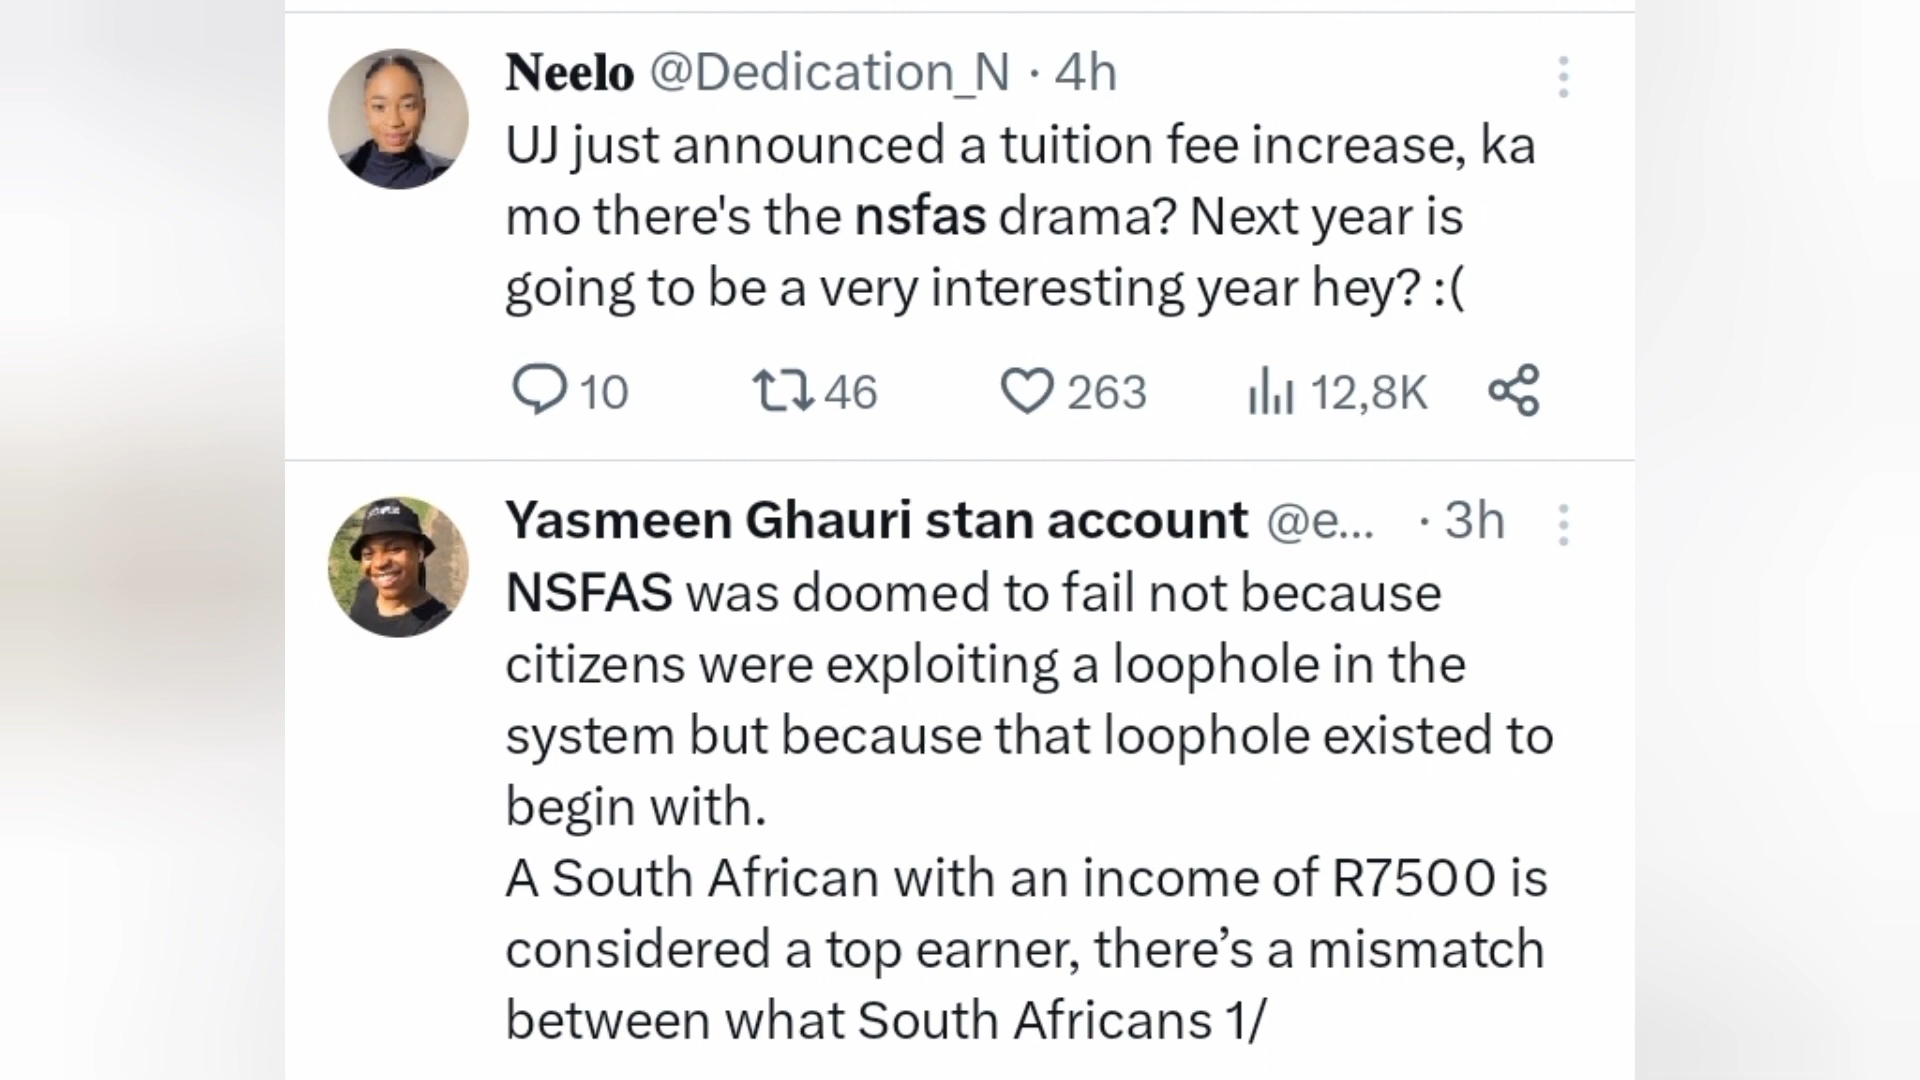 Neelo @Dedication_N · 4h
UJ just announced a tuition fee increase, ka
mo there's the nsfas drama? Next year is
going to be a very interesting year hey? :(
10 46 263 12,8K
Yasmeen Ghauri stan account @e... · 3h
NSFAS was doomed to fail not because
citizens were exploiting a loophole in the
system but because that loophole existed to
begin with.
A South African with an income of R7500 is
considered a top earner, there’s a mismatch
between what South Africans 1/